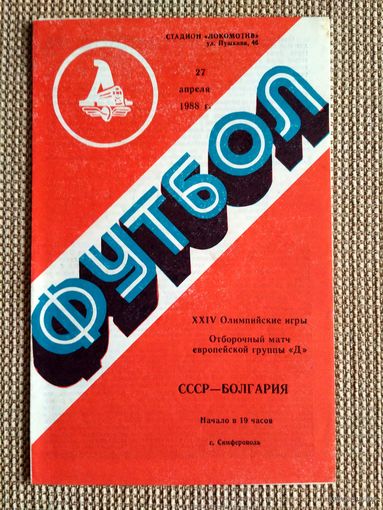 СТАДИОН «ЛОКОМОТИВ»
ул. Пушкина, 46
27
апреля
1988 г.
ФУТБОЛ
XXIV Олимпийские игры
Отборочный матч
европейской группы «Д»
СССР—БОЛГАРИЯ
Начало в 19 часов
г. Симферополь